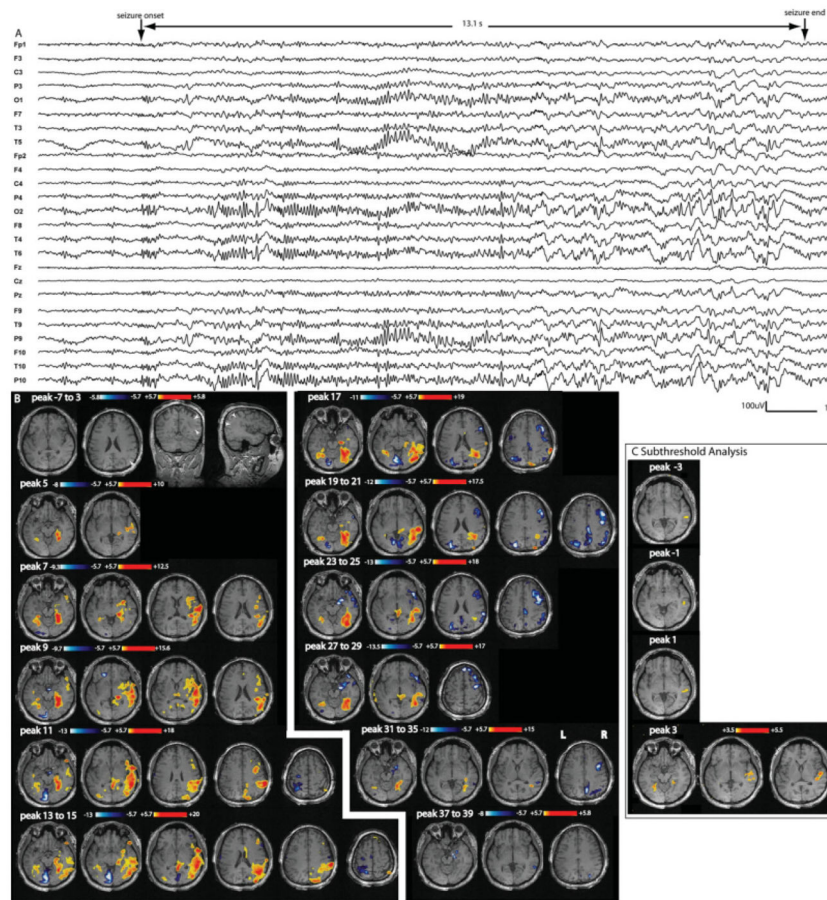 seizure onset
13.1 s
seizure end
A
Fp1
F3
C3
P3
O1
F7
T3
T5
Fp2
F4
C4
P4
O2
F8
T4
T6
Fz
Cz
Pz
F9
T9
P9
F10
T10
P10
100uV
1
B peak -7 to 3 -5.8 -5.7 +5.7 +5.8
peak 5 -8 -5.7 +5.7 +10
peak 7 -8.3 -5.7 +5.7 +12.5
peak 9 -8.7 -5.7 +5.7 +15.6
peak 11 -13 -5.7 +5.7 +18
peak 13 to 15 -13 -5.7 +5.7 +20
peak 17 -11 -5.7 +5.7 +19
peak 19 to 21 -12 -5.7 +5.7 +17.5
peak 23 to 25 -13 -5.7 +5.7 +18
peak 27 to 29 -13.5 -5.7 +5.7 +17
peak 31 to 35 -12 -5.7 +5.7 +15
L R
peak 37 to 39 -8 -5.7 +5.7 +5.8
C Subthreshold Analysis
peak -3
peak -1
peak 1
peak 3 +3.5 +5.5